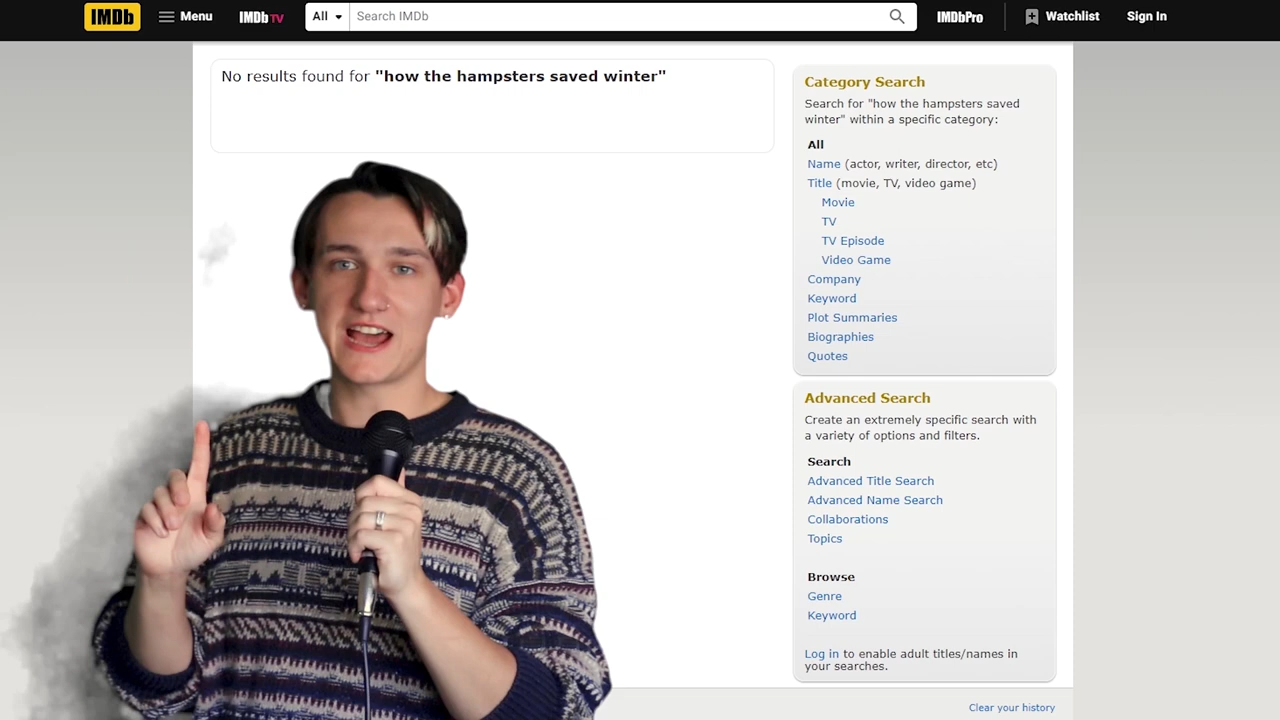 IMDb Menu IMDb TV All Search IMDb IMDbPro Watchlist Sign In
No results found for "how the hampsters saved winter"
Category Search
Search for "how the hampsters saved
winter" within a specific category:
All
Name (actor, writer, director, etc)
Title (movie, TV, video game)
Movie
TV
TV Episode
Video Game
Company
Keyword
Plot Summaries
Biographies
Quotes
Advanced Search
Create an extremely specific search with
a variety of options and filters.
Search
Advanced Title Search
Advanced Name Search
Collaborations
Topics
Browse
Genre
Keyword
Log in to enable adult titles/names in
your searches.
Clear your history